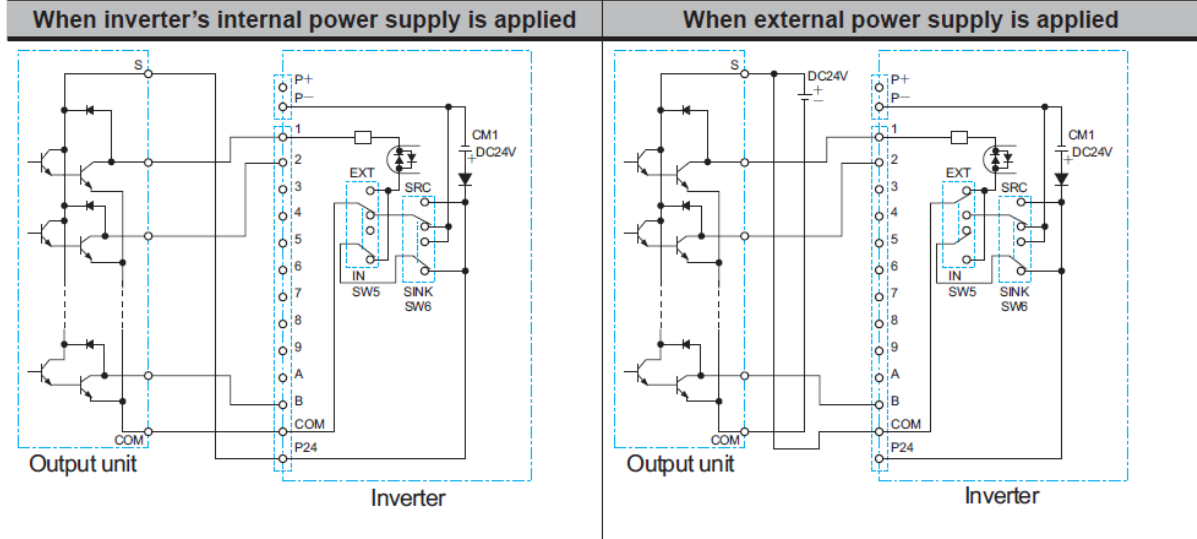 When inverter's internal power supply is applied
S
P+
P−
1
2
3
4
5
6
7
8
9
A
B
COM
P24
CM1
+
DC24V
EXT
SRC
IN
SW5
SINK
SW6
COM
Output unit
Inverter
When external power supply is applied
S
DC24V
+
−
P+
P−
1
2
3
4
5
6
7
8
9
A
B
COM
P24
CM1
+
DC24V
EXT
SRC
IN
SW5
SINK
SW6
COM
Output unit
Inverter